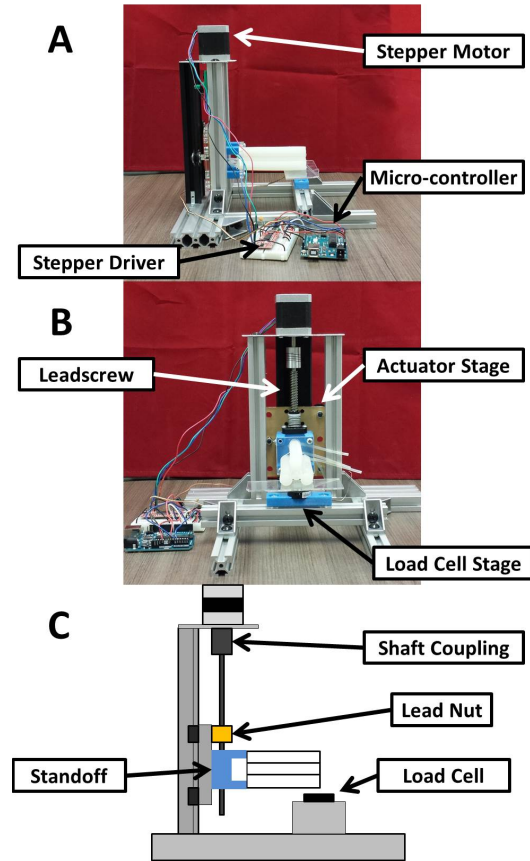 A
Stepper Motor
Micro-controller
Stepper Driver
B
Leadscrew
Actuator Stage
Load Cell Stage
C
Shaft Coupling
Lead Nut
Standoff
Load Cell